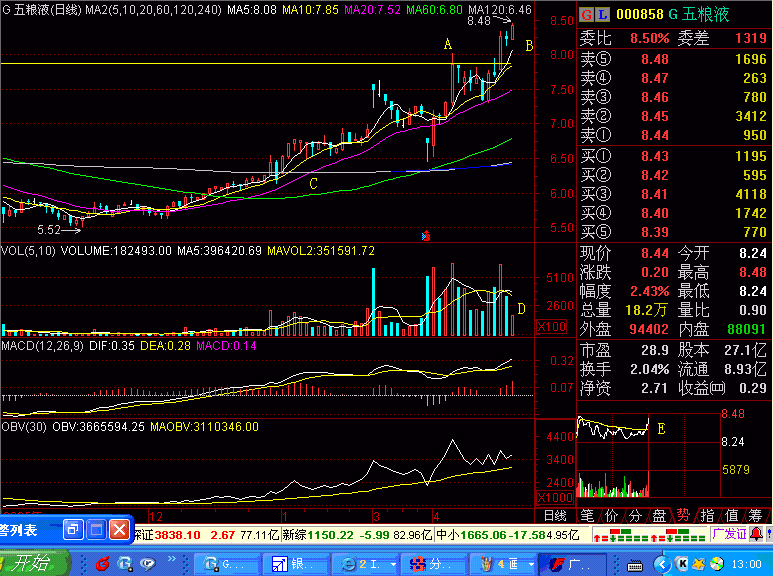 G 五粮液(日线) MA2(5,10,20,60,120,240) MA5:8.08 MA10:7.85 MA20:7.52 MA60:6.80 MA120:6.46
8.48
8.50
8.00
7.50
7.00
6.50
6.00
5.50
A
B
C
5.52
VOL(5,10) VOLUME:182493.00 MA5:396420.69 MAVOL2:351591.72
5100
2600
X100
D
MACD(12,26,9) DIF:0.35 DEA:0.28 MACD:0.14
0.32
0.07
OBV(30) OBV:3665594.25 MAOBV:3110346.00
4400
3400
2400
X1000
12
1
3
4
日线
G L 000858 G 五粮液
委比 8.50% 委差 1319
卖⑤ 8.48 1696
卖④ 8.47 263
卖③ 8.46 780
卖② 8.45 3412
卖① 8.44 950
买① 8.43 1195
买② 8.42 595
买③ 8.41 4118
买④ 8.40 1742
买⑤ 8.39 770
现价 8.44 今开 8.24
涨跌 0.20 最高 8.48
幅度 2.43% 最低 8.24
总量 18.2万 量比 0.90
外盘 94402 内盘 88091
市盈 28.9 股本 27.1亿
换手 2.04% 流通 8.93亿
净资 2.71 收益㈣ 0.29
8.48
E
8.24
5879
笔 价 分 盘 势 指 值 筹
答列表
深证3838.10 2.67 77.11亿 新综1150.22 -5.99 82.96亿 中小1665.06 -17.58 4.95亿
广发证
开始
G...
银...
2 I...
分...
4 画
广...
13:00